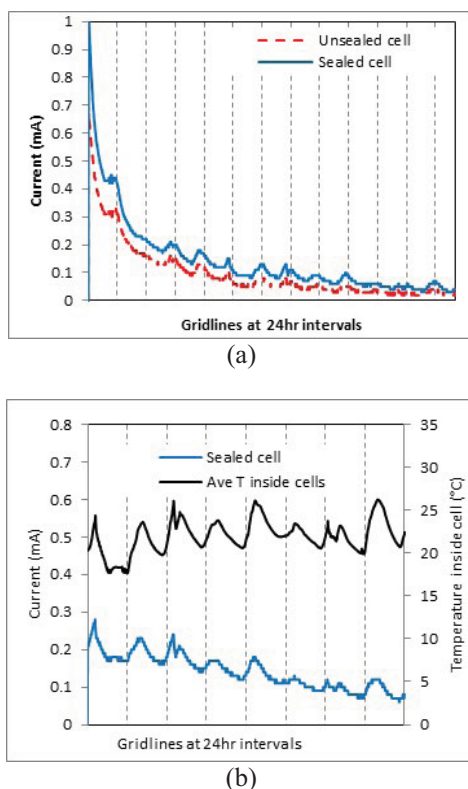 1
0.9
0.8
0.7
0.6
0.5
0.4
0.3
0.2
0.1
0
Current (mA)
Unsealed cell
Sealed cell
Gridlines at 24hr intervals
(a)
0.8
0.7
0.6
0.5
0.4
0.3
0.2
0.1
0
Current (mA)
Sealed cell
Ave T inside cells
35
30
25
20
15
10
5
0
Temperature inside cell (°C)
Gridlines at 24hr intervals
(b)